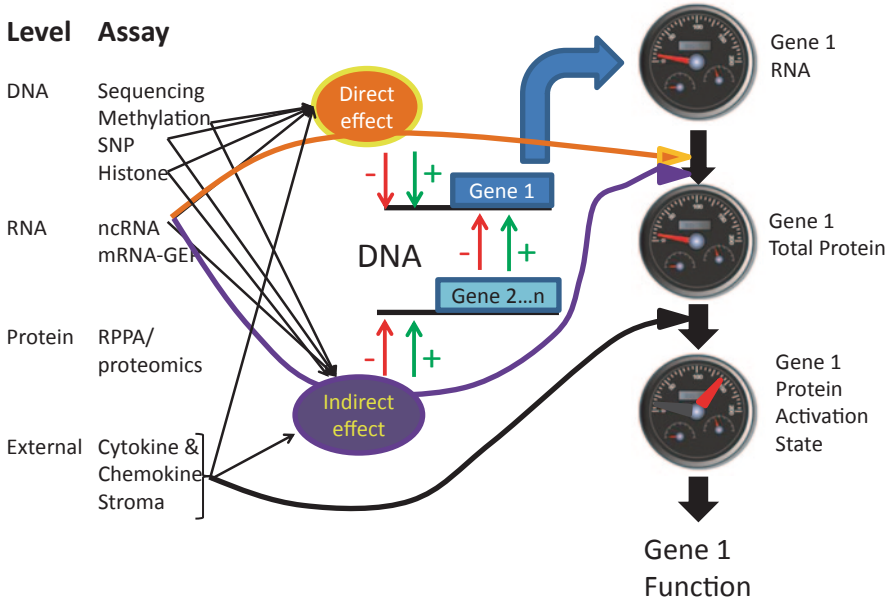 Level Assay
DNA Sequencing
Methylation
SNP
Histone
RNA ncRNA
mRNA-GEP
Protein RPPA/
proteomics
External Cytokine &
Chemokine
Stroma
Direct
effect
- +
Gene 1
DNA
- +
Gene 2...n
- +
Indirect
effect
Gene 1
RNA
Gene 1
Total Protein
Gene 1
Protein
Activation
State
Gene 1
Function